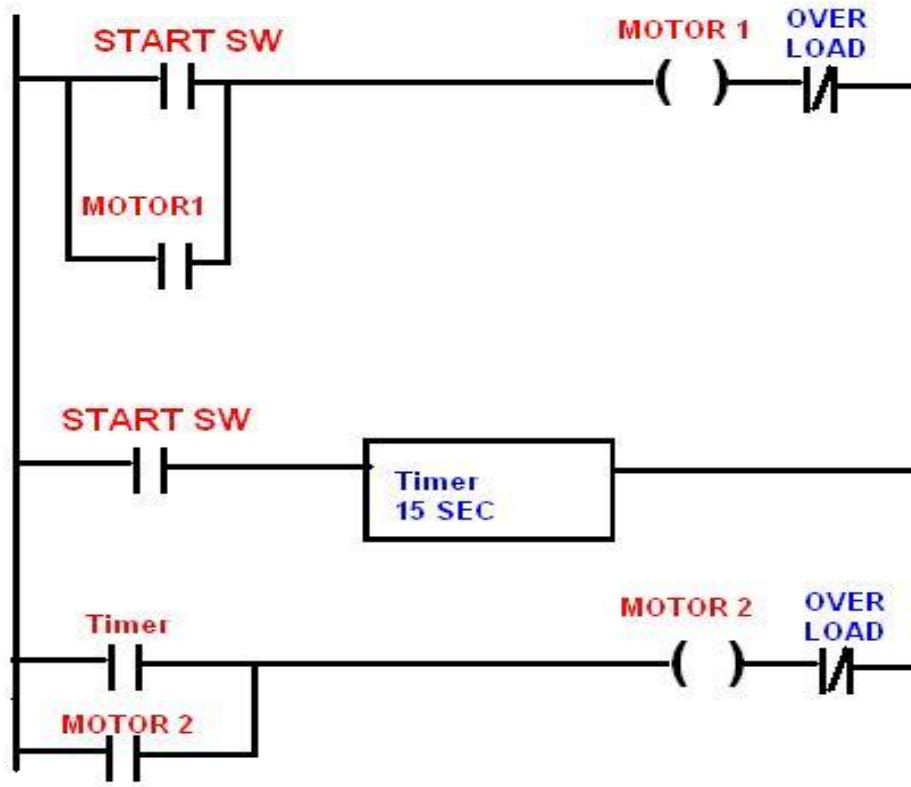 START SW
MOTOR 1
OVER
LOAD
MOTOR1
START SW
Timer
15 SEC
Timer
MOTOR 2
OVER
LOAD
MOTOR 2